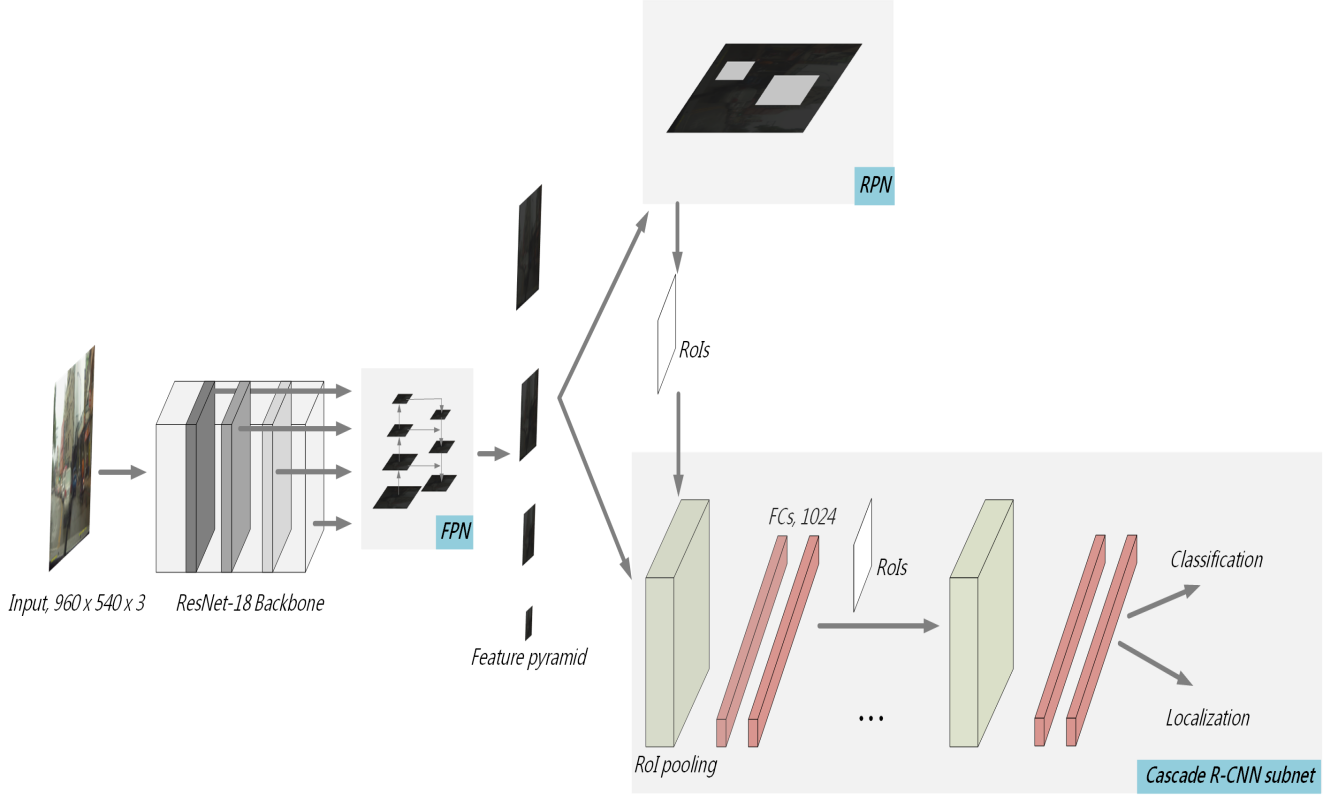 RPN
RoIs
FPN
FCs, 1024
RoIs
Classification
Input, 960 x 540 x 3
ResNet-18 Backbone
Feature pyramid
Localization
...
RoI pooling
Cascade R-CNN subnet